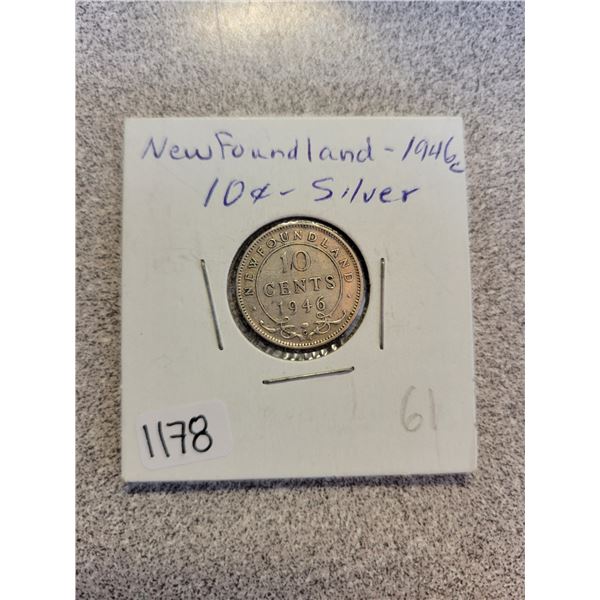 Newfoundland - 1946c
10¢ - Silver
NEWFOUNDLAND
10
CENTS
1946
1178
61